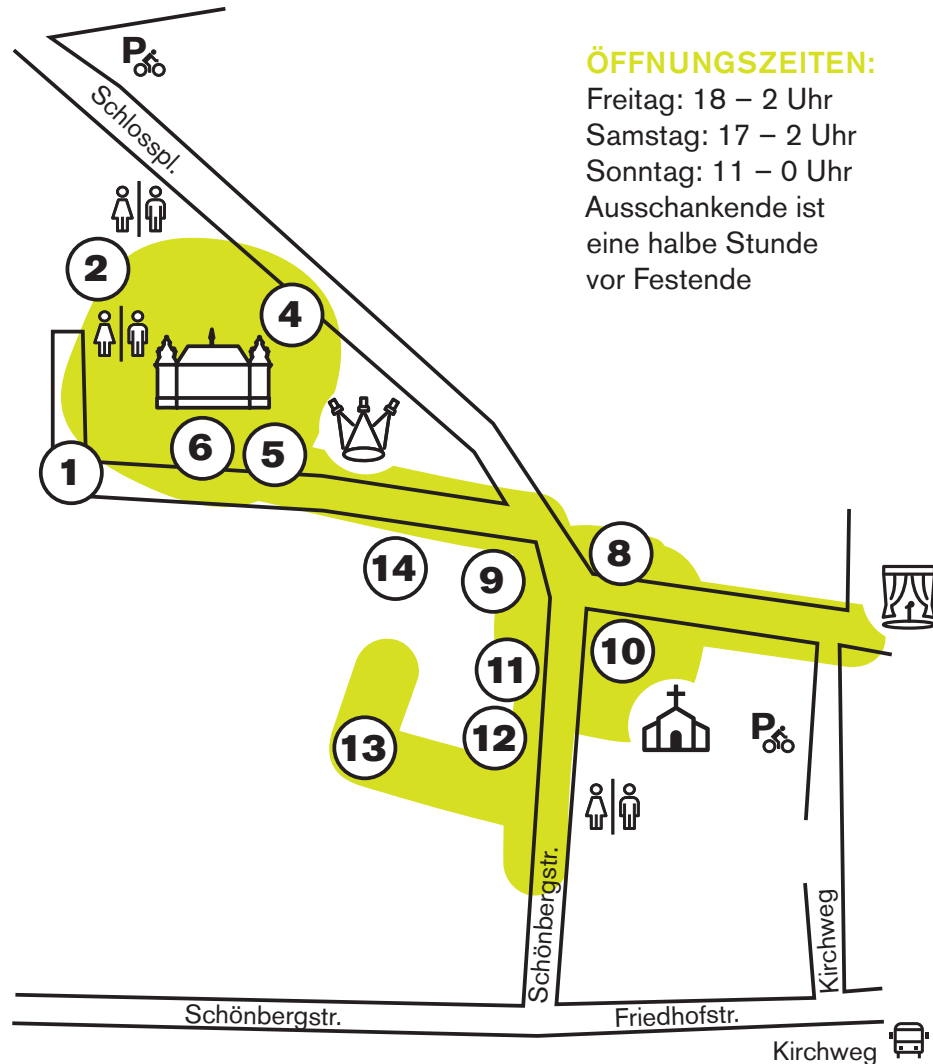 P
ÖFFNUNGSZEITEN:
Freitag: 18 – 2 Uhr
Samstag: 17 – 2 Uhr
Sonntag: 11 – 0 Uhr
Ausschankende ist
eine halbe Stunde
vor Festende
Schlosspl.
2
4
6
5
1
8
14
9
10
11
12
13
P
Schönbergstr.
Kirchweg
Schönbergstr.
Friedhofstr.
Kirchweg